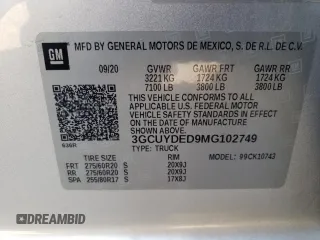 GM
MFD BY GENERAL MOTORS DE MEXICO, S. DE R.L. DE C.V.
09/20 GVWR GAWR FRT GAWR RR
3221 KG 1724 KG 1724 KG
7100 LB 3800 LB 3800 LB
THIS VEHICLE CONFORMS TO ALL APPLICABLE
U.S. FEDERAL MOTOR VEHICLE SAFETY
STANDARDS IN EFFECT ON THE DATE OF
MANUFACTURE SHOWN ABOVE.
3GCUYDED9MG102749
TYPE: TRUCK
TIRE SIZE RIM
FRT 275/60R20 20X9J
RR 275/60R20 20X9J
SPA 255/80R17 17X8J